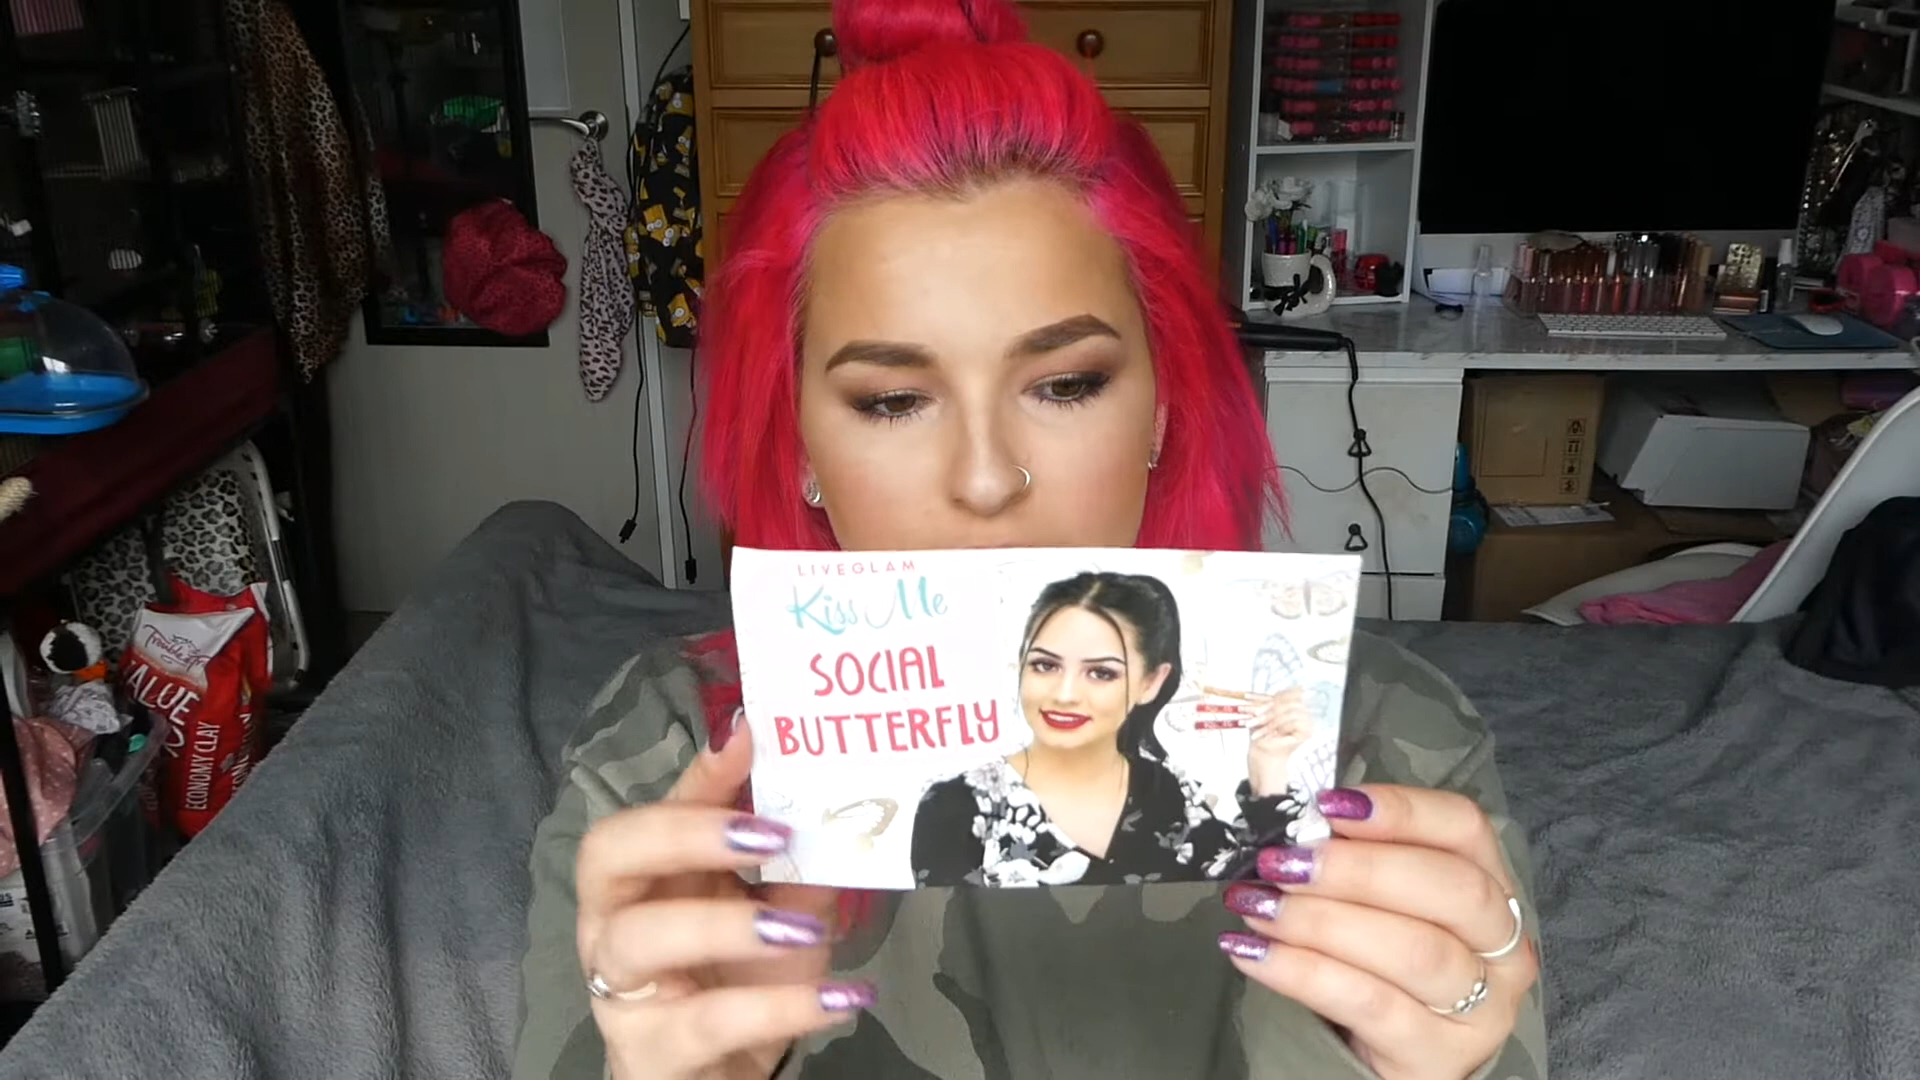 LIVEGLAM
Kiss Me
SOCIAL
BUTTERFLY
VALUE
ECONOMY CLAY